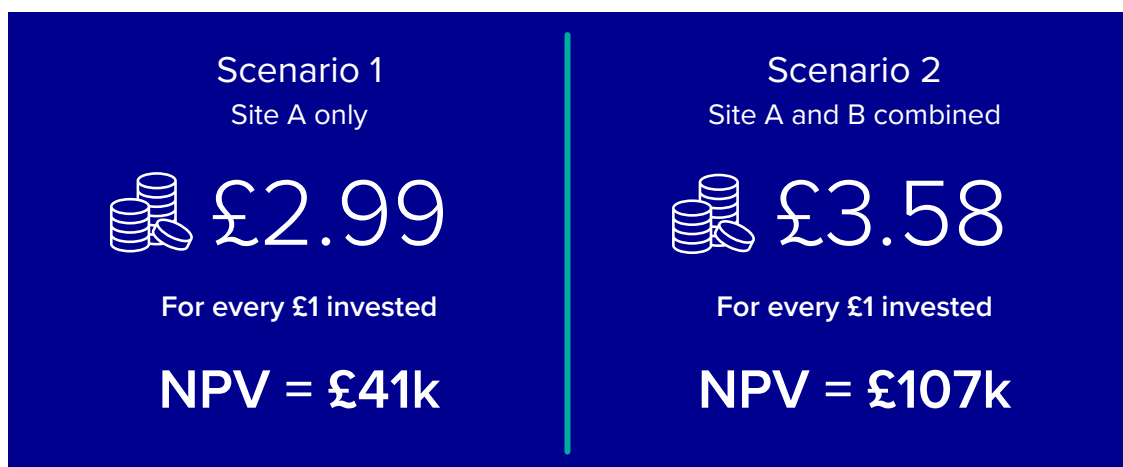 Scenario 1
Site A only
£2.99
For every £1 invested
NPV = £41k
Scenario 2
Site A and B combined
£3.58
For every £1 invested
NPV = £107k